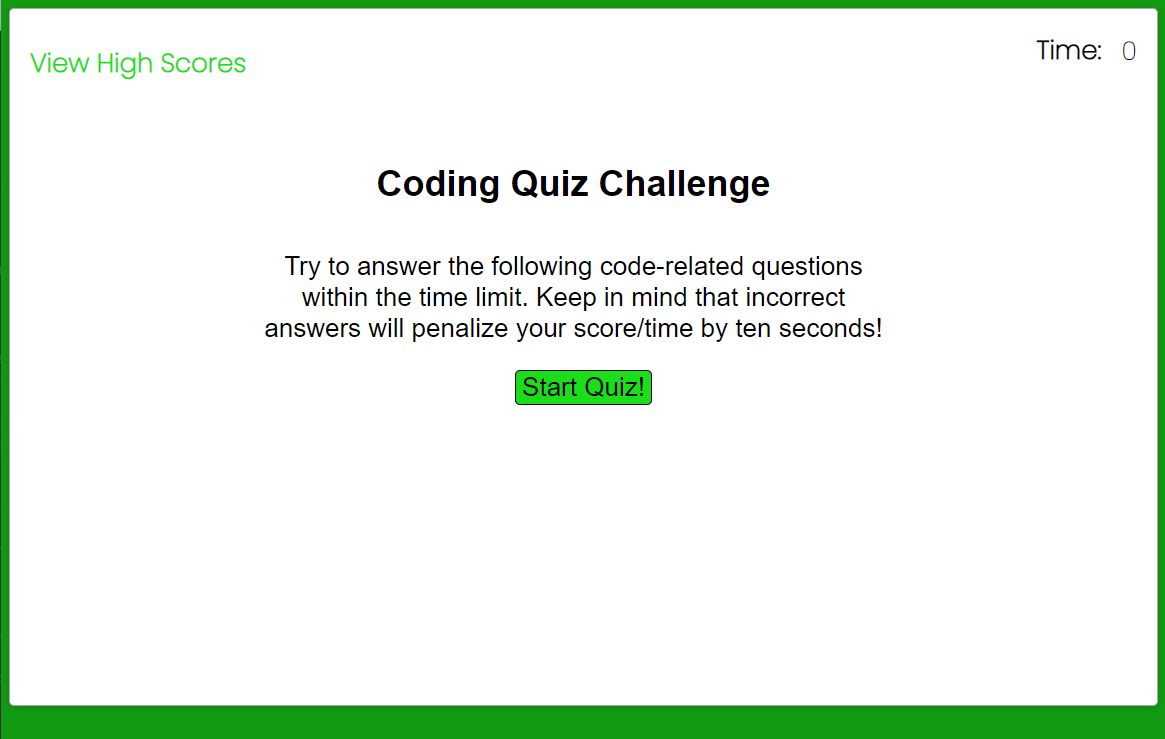 View High Scores
Time: 0
Coding Quiz Challenge
Try to answer the following code-related questions
within the time limit. Keep in mind that incorrect
answers will penalize your score/time by ten seconds!
Start Quiz!